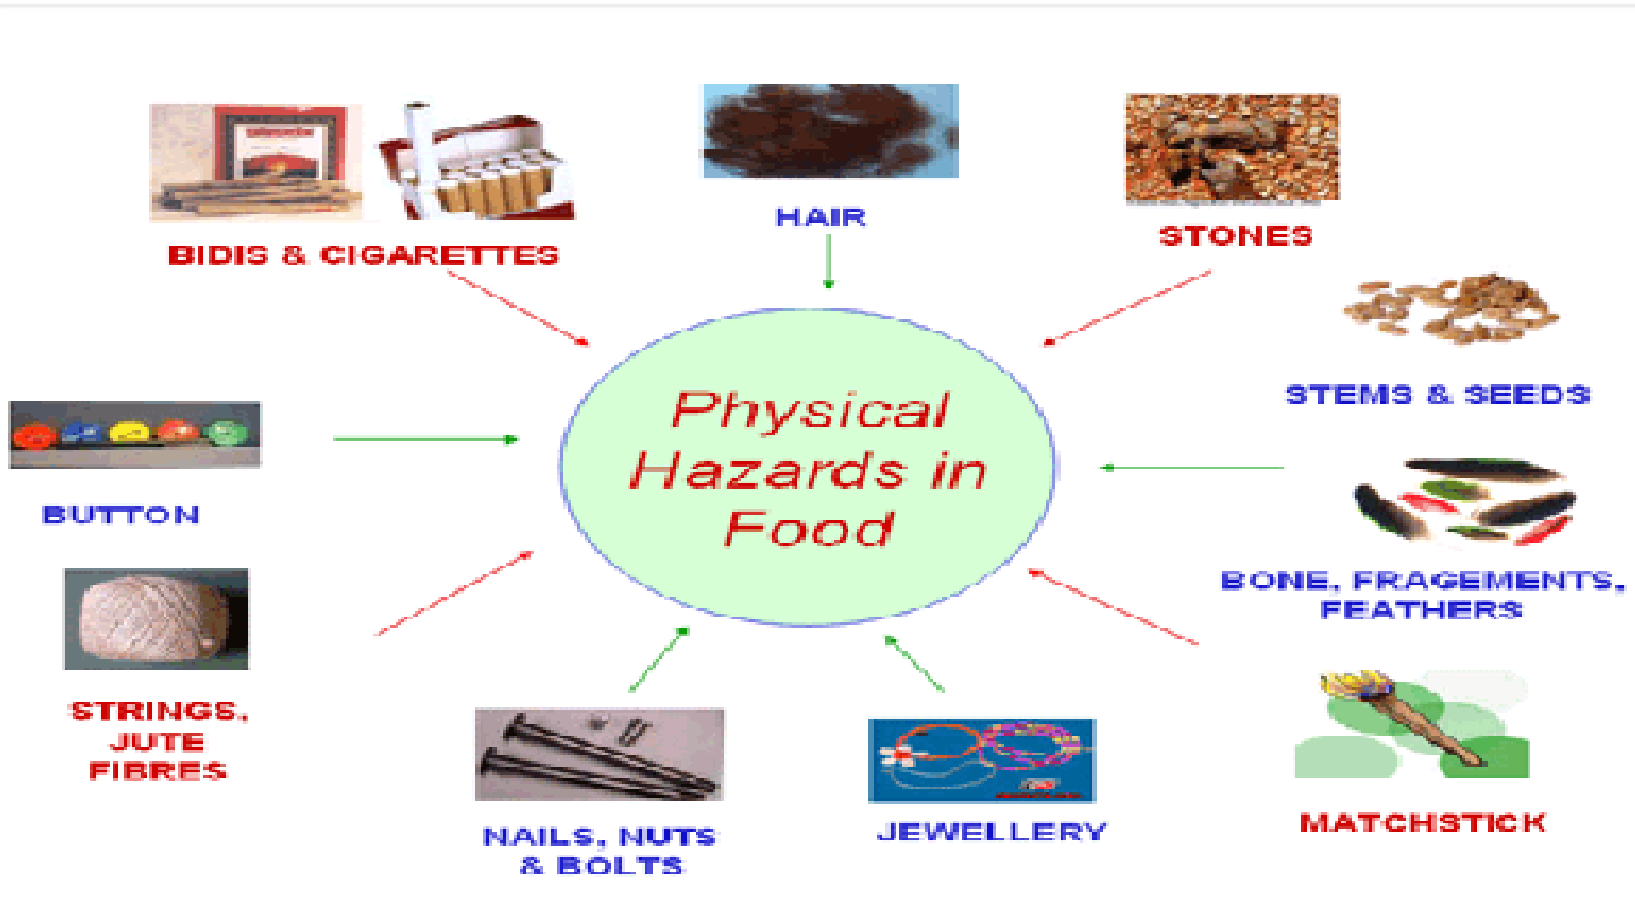 HAIR
STONES
BIDIS & CIGARETTES
STEMS & SEEDS
Physical
Hazards in
Food
BUTTON
BONE, FRAGEMENTS,
FEATHERS
STRINGS,
JUTE
FIBRES
NAILS, NUTS
& BOLTS
JEWELLERY
MATCHSTICK